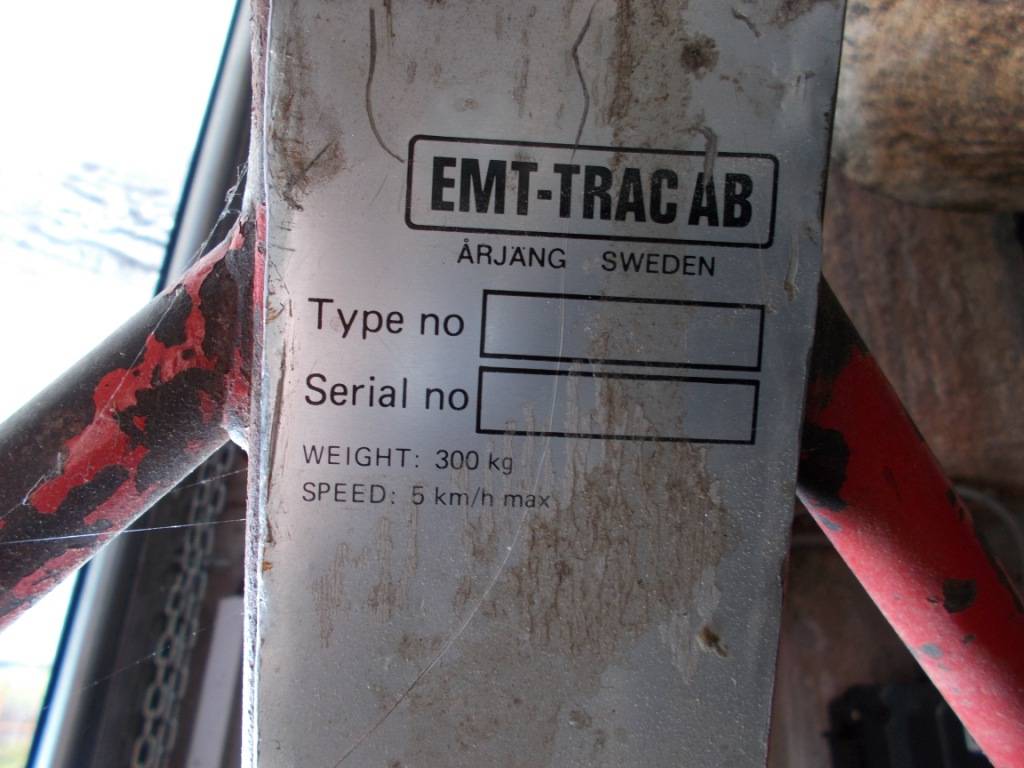 EMT-TRAC AB
ÅRJÄNG SWEDEN
Type no
Serial no
WEIGHT: 300 kg
SPEED: 5 km/h max